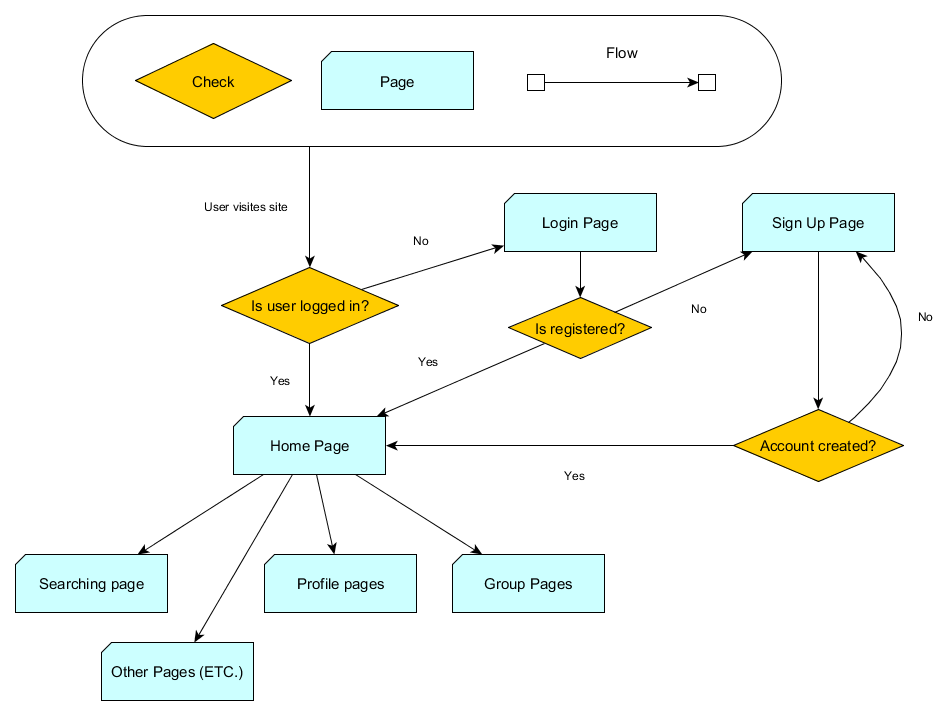 Flow
Check
Page
User visites site
Login Page
Sign Up Page
No
Is user logged in?
Is registered?
No
No
Yes
Yes
Home Page
Account created?
Yes
Searching page
Profile pages
Group Pages
Other Pages (ETC.)